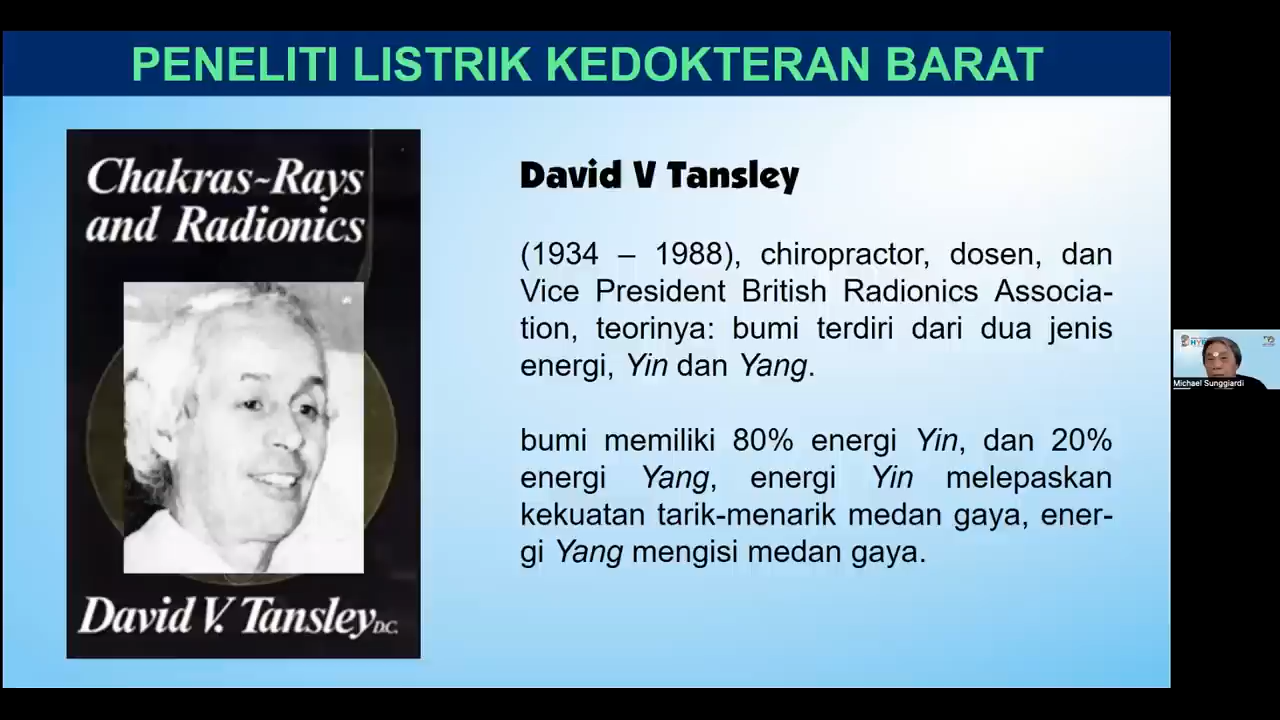 PENELITI LISTRIK KEDOKTERAN BARAT
Chakras~Rays
and Radionics
David V. Tansley D.C.
David V Tansley
(1934 – 1988), chiropractor, dosen, dan
Vice President British Radionics Associa-
tion, teorinya: bumi terdiri dari dua jenis
energi, Yin dan Yang.
bumi memiliki 80% energi Yin, dan 20%
energi Yang, energi Yin melepaskan
kekuatan tarik-menarik medan gaya, ener-
gi Yang mengisi medan gaya.
Michael Sunggiardi